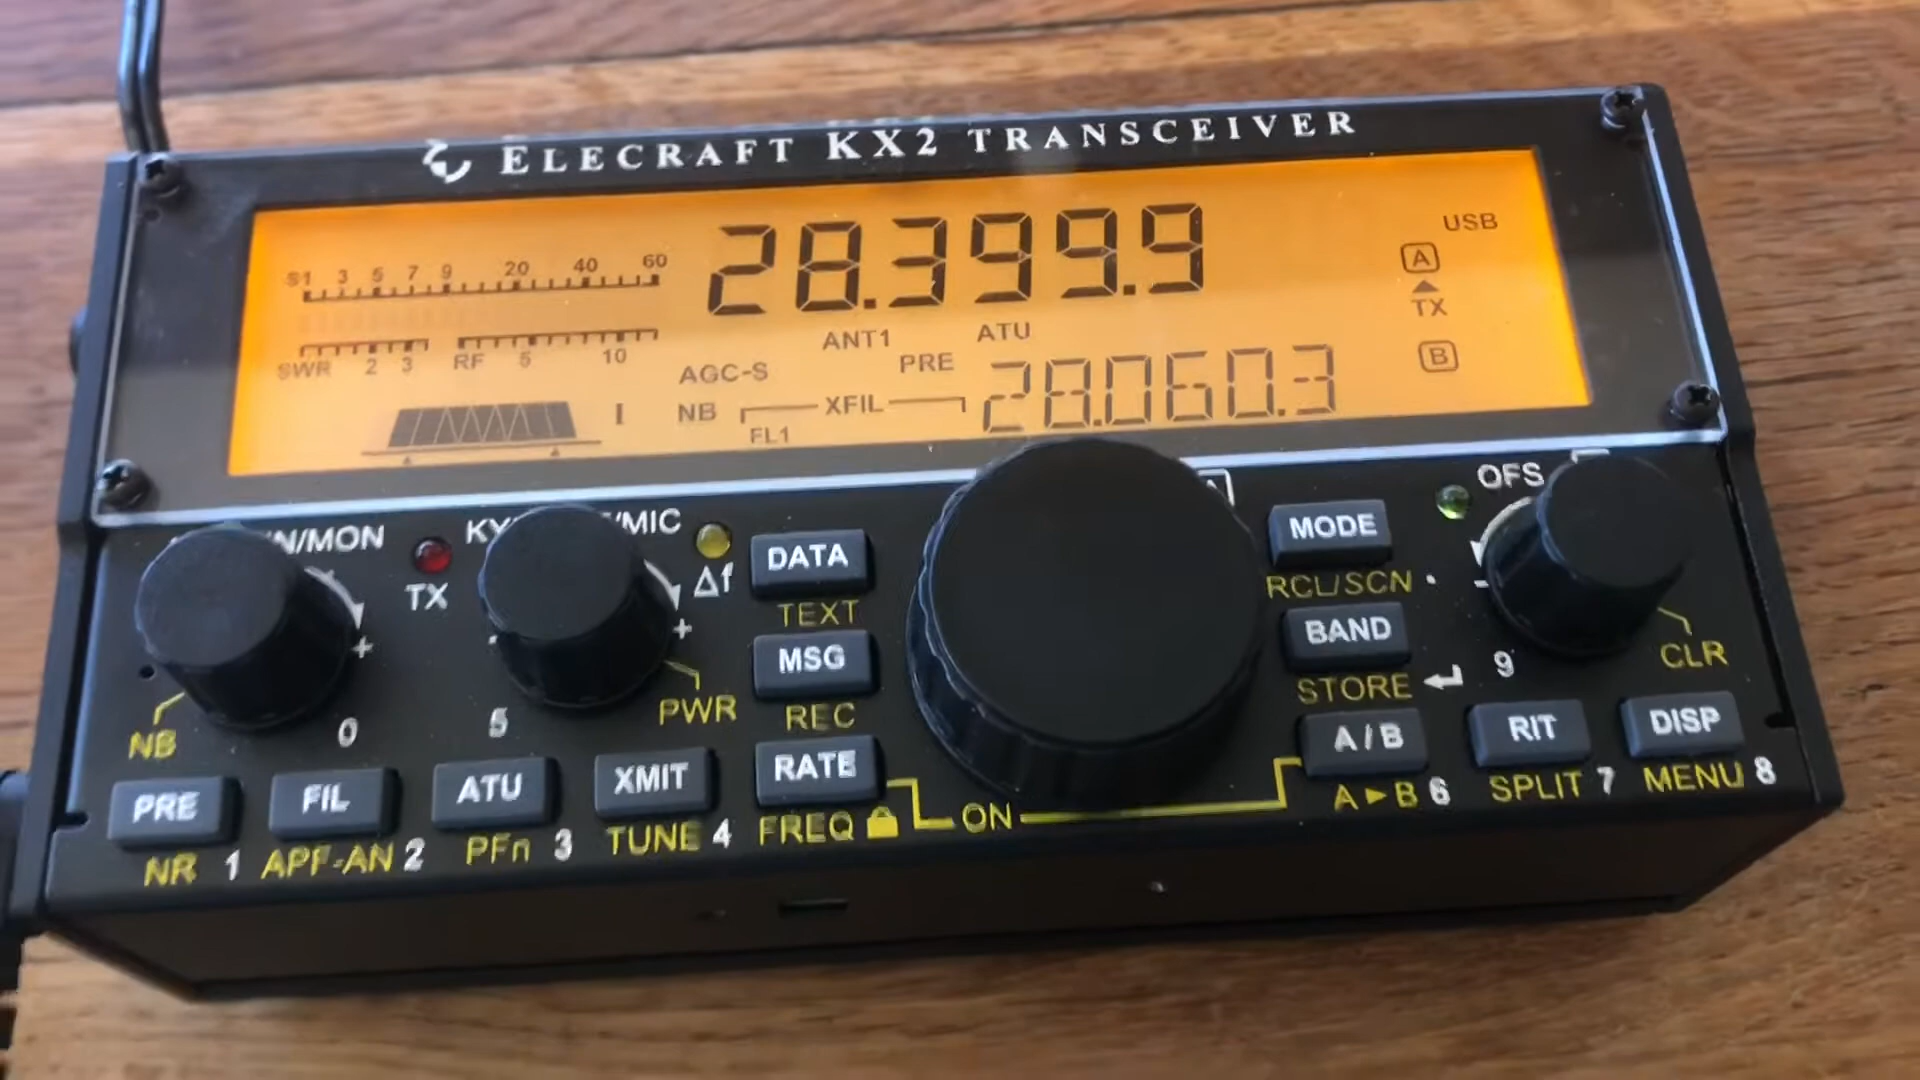 ELECRAFT KX2 TRANSCEIVER
S1 3 5 7 9 20 40 60
28.399.9
USB
A
TX
B
SWR 2 3 RF 5 10
ANT1 ATU
AGC-S PRE
NB XFIL
FL1
I
28.060.3
/MON
TX
/MIC
Δf
DATA
TEXT
MSG
REC
RATE
FREQ
ON
MODE
RCL/SCN
BAND
STORE
A/B
A►B 6
OFS
- 9
CLR
RIT
SPLIT 7
DISP
MENU 8
NB
+
0
-
+
5
PWR
PRE
NR 1
FIL
APF-AN 2
ATU
PFn 3
XMIT
TUNE 4